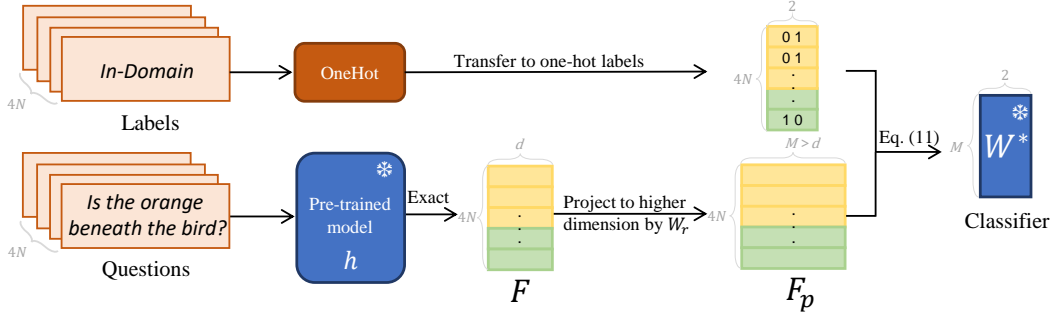 In-Domain
4N
Labels
OneHot
Transfer to one-hot labels
2
4N
0 1
0 1
.
.
.
1 0
Eq. (11)
2
M
W*
Classifier
Is the orange
beneath the bird?
4N
Questions
Pre-trained
model
h
Exact
d
4N
.
.
.
F
Project to higher
dimension by W_r
M > d
4N
.
.
.
F_p